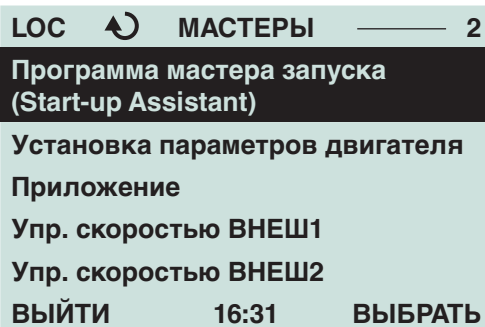 LOC МАСТЕРЫ 2
Программа мастера запуска
(Start-up Assistant)
Установка параметров двигателя
Приложение
Упр. скоростью ВНЕШ1
Упр. скоростью ВНЕШ2
ВЫЙТИ 16:31 ВЫБРАТЬ